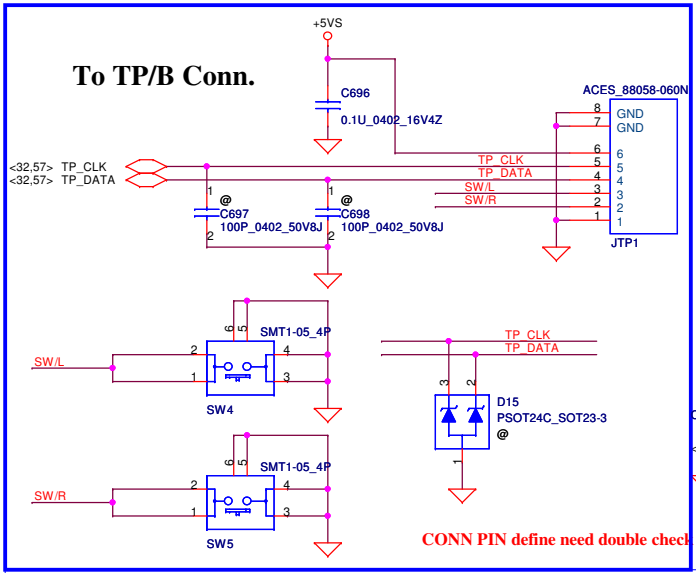 +5VS
To TP/B Conn.
C696
0.1U_0402_16V4Z
ACES_88058-060N
8 GND
7 GND
6 6
<32,57> TP_CLK
TP_CLK
5 5
<32,57> TP_DATA
TP_DATA
4 4
SW/L
3 3
SW/R
2 2
1 1
JTP1
1 @
C697
100P_0402_50V8J
2
1 @
C698
100P_0402_50V8J
2
6 5
SMT1-05_4P
SW/L
2 4
1 3
SW4
TP_CLK
TP_DATA
3 2
D15
PSOT24C_SOT23-3
@
1
6 5
SMT1-05_4P
SW/R
2 4
1 3
SW5
CONN PIN define need double check